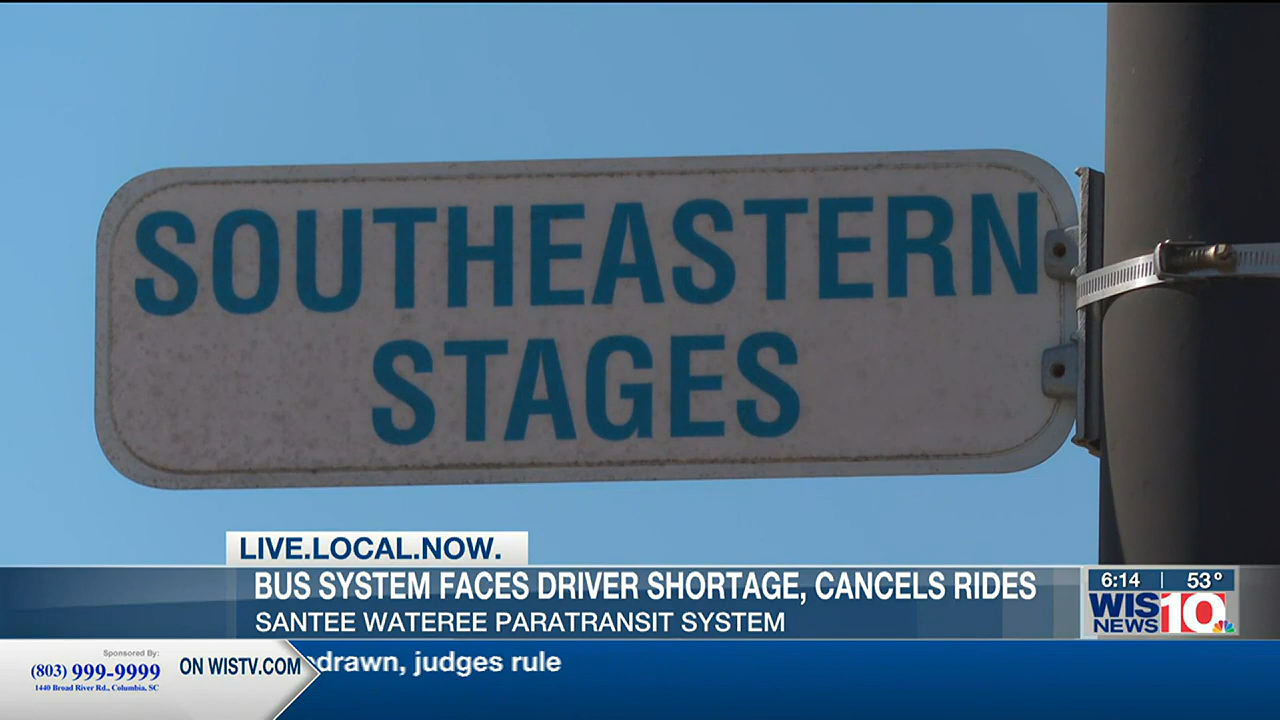 SOUTHEASTERN
STAGES
LIVE.LOCAL.NOW.
BUS SYSTEM FACES DRIVER SHORTAGE, CANCELS RIDES
SANTEE WATEREE PARATRANSIT SYSTEM
6:14 | 53°
WIS 10
NEWS
Sponsored By:
(803) 999-9999
1440 Broad River Rd., Columbia, SC
ON WISTV.COM
drawn, judges rule